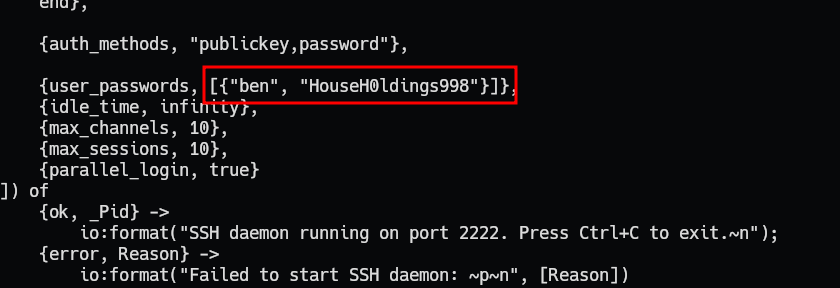 end},
{auth_methods, "publickey,password"},
{user_passwords, [{"ben", "HouseH0ldings998"}]},
{idle_time, infinity},
{max_channels, 10},
{max_sessions, 10},
{parallel_login, true}
]) of
{ok, _Pid} ->
io:format("SSH daemon running on port 2222. Press Ctrl+C to exit.~n");
{error, Reason} ->
io:format("Failed to start SSH daemon: ~p~n", [Reason])